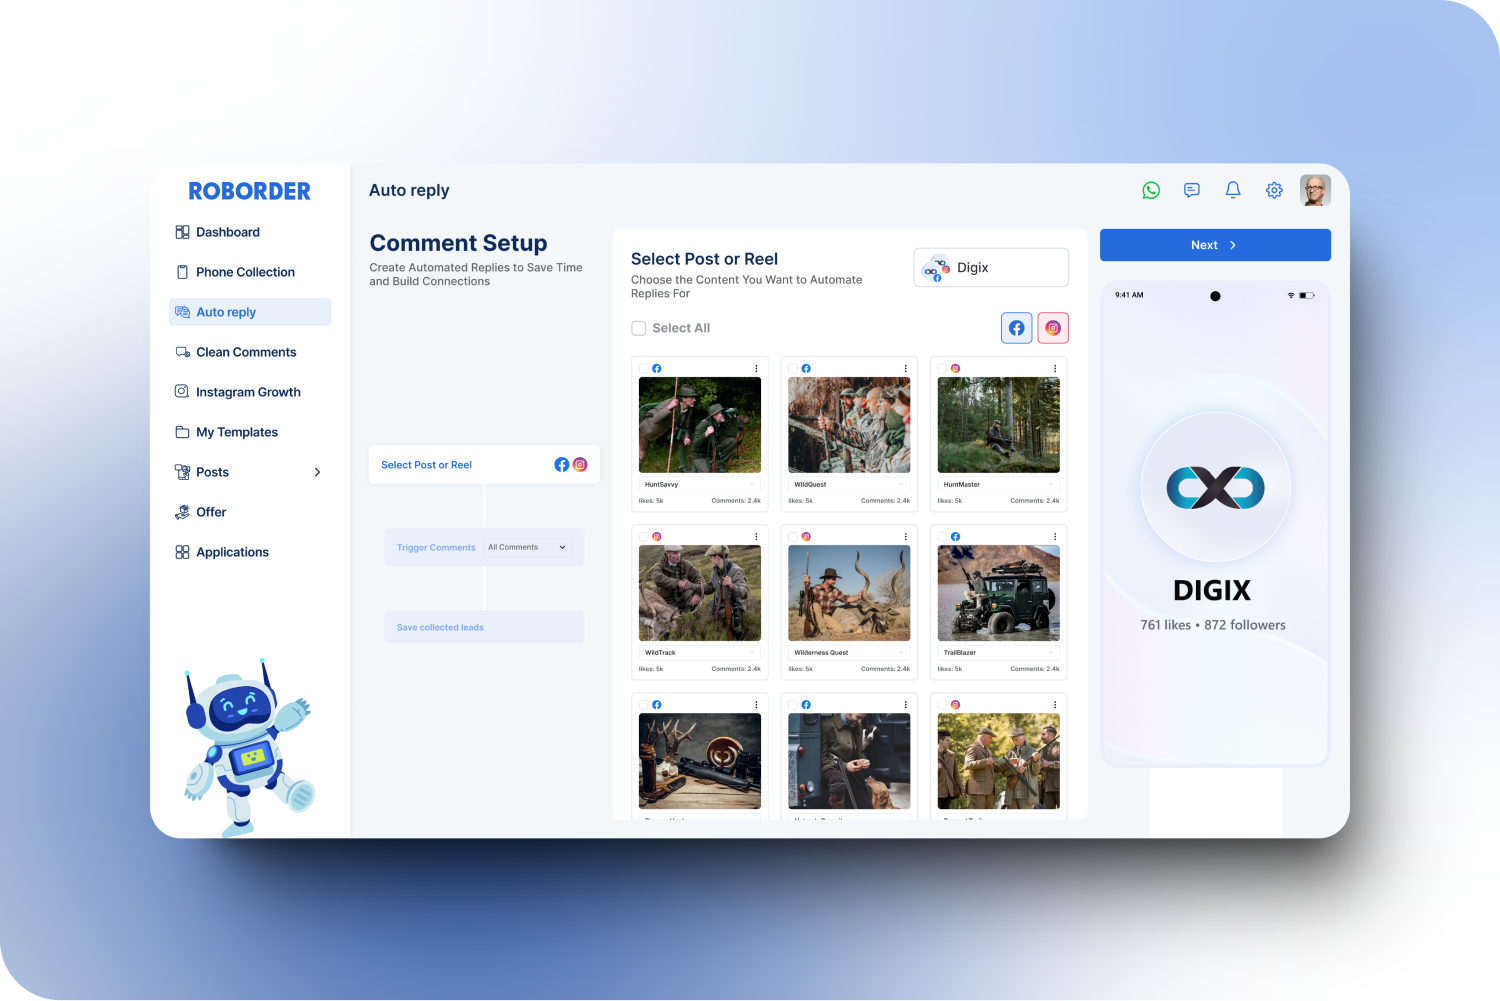 ROBORDER
Dashboard
Phone Collection
Auto reply
Clean Comments
Instagram Growth
My Templates
Posts
Offer
Applications
Auto reply
Comment Setup
Create Automated Replies to Save Time
and Build Connections
Select Post or Reel
Trigger Comments
All Comments
Save collected leads
Select Post or Reel
Choose the Content You Want to Automate
Replies For
Digix
Select All
HuntSavvy
likes: 5k Comments: 2.4k
WildQuest
likes: 5k Comments: 2.4k
HuntMaster
likes: 5k Comments: 2.4k
WildTrack
likes: 5k Comments: 2.4k
Wilderness Quest
likes: 5k Comments: 2.4k
TrailBlazer
likes: 5k Comments: 2.4k
Next
9:41 AM
DIGIX
761 likes • 872 followers